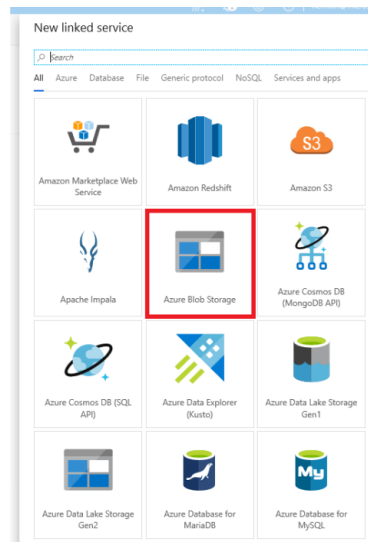 New linked service
Search
All Azure Database File Generic protocol NoSQL Services and apps
Amazon Marketplace Web
Service
Amazon Redshift
S3
Amazon S3
Apache Impala
Azure Blob Storage
Azure Cosmos DB
(MongoDB API)
Azure Cosmos DB (SQL
API)
Azure Data Explorer
(Kusto)
Azure Data Lake Storage
Gen1
Azure Data Lake Storage
Gen2
Azure Database for
MariaDB
My
Azure Database for
MySQL